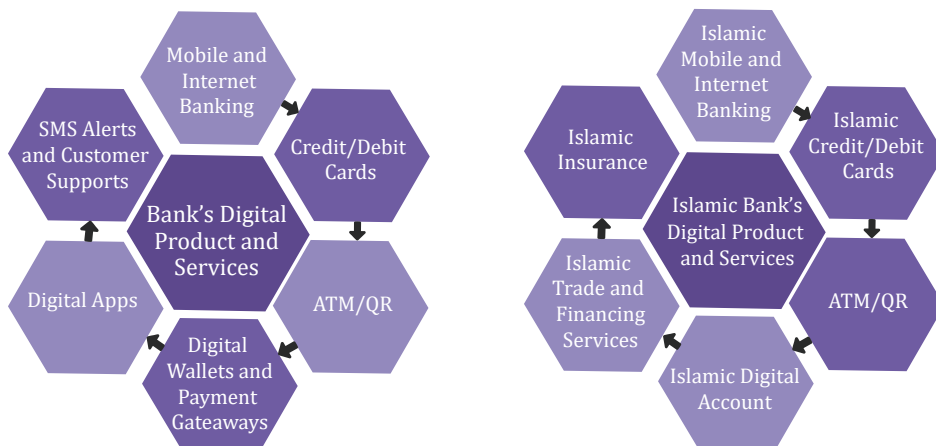 Mobile and
Internet
Banking
Credit/Debit
Cards
ATM/QR
Digital
Wallets and
Payment
Gateaways
Digital Apps
SMS Alerts
and Customer
Supports
Bank's Digital
Product and
Services
Islamic
Mobile and
Internet
Banking
Islamic
Credit/Debit
Cards
ATM/QR
Islamic Digital
Account
Islamic
Trade and
Financing
Services
Islamic
Insurance
Islamic Bank's
Digital Product
and Services